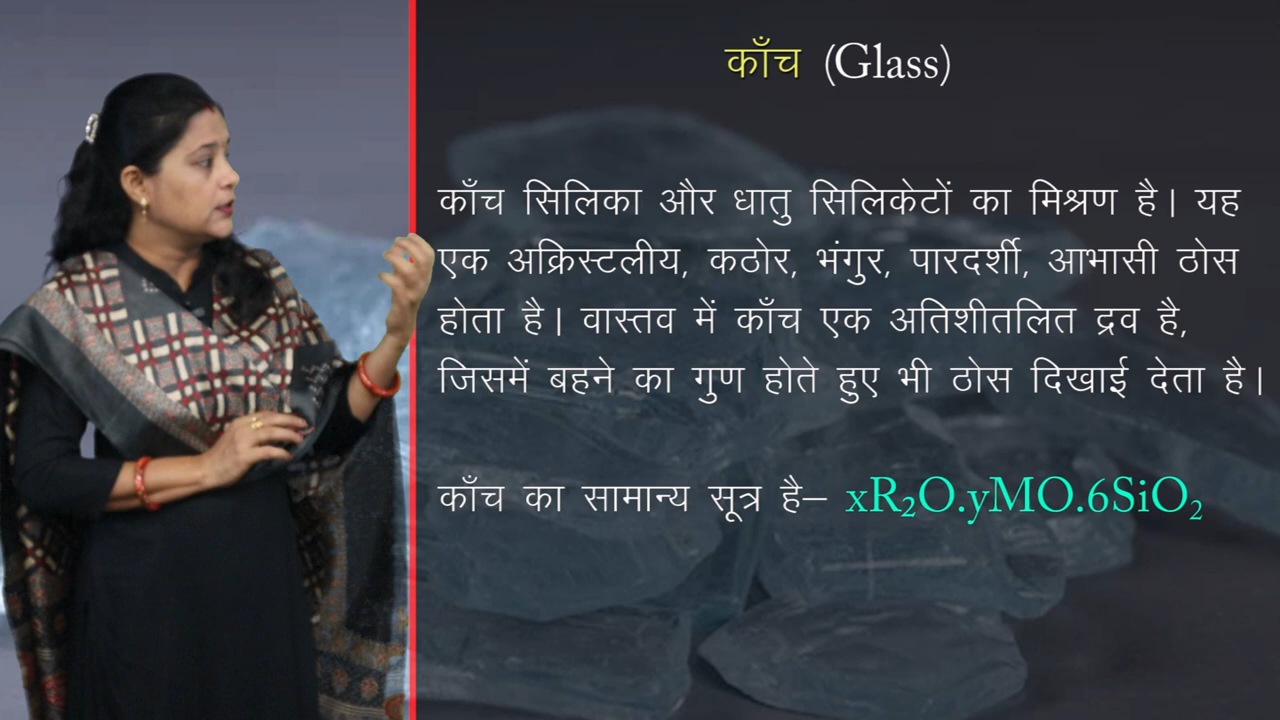 काँच (Glass)
काँच सिलिका और धातु सिलिकेटों का मिश्रण है। यह
एक अक्रिस्टलीय, कठोर, भंगुर, पारदर्शी, आभासी ठोस
होता है। वास्तव में काँच एक अतिशीतलित द्रव है,
जिसमें बहने का गुण होते हुए भी ठोस दिखाई देता है।
काँच का सामान्य सूत्र है– xR₂O.yMO.6SiO₂